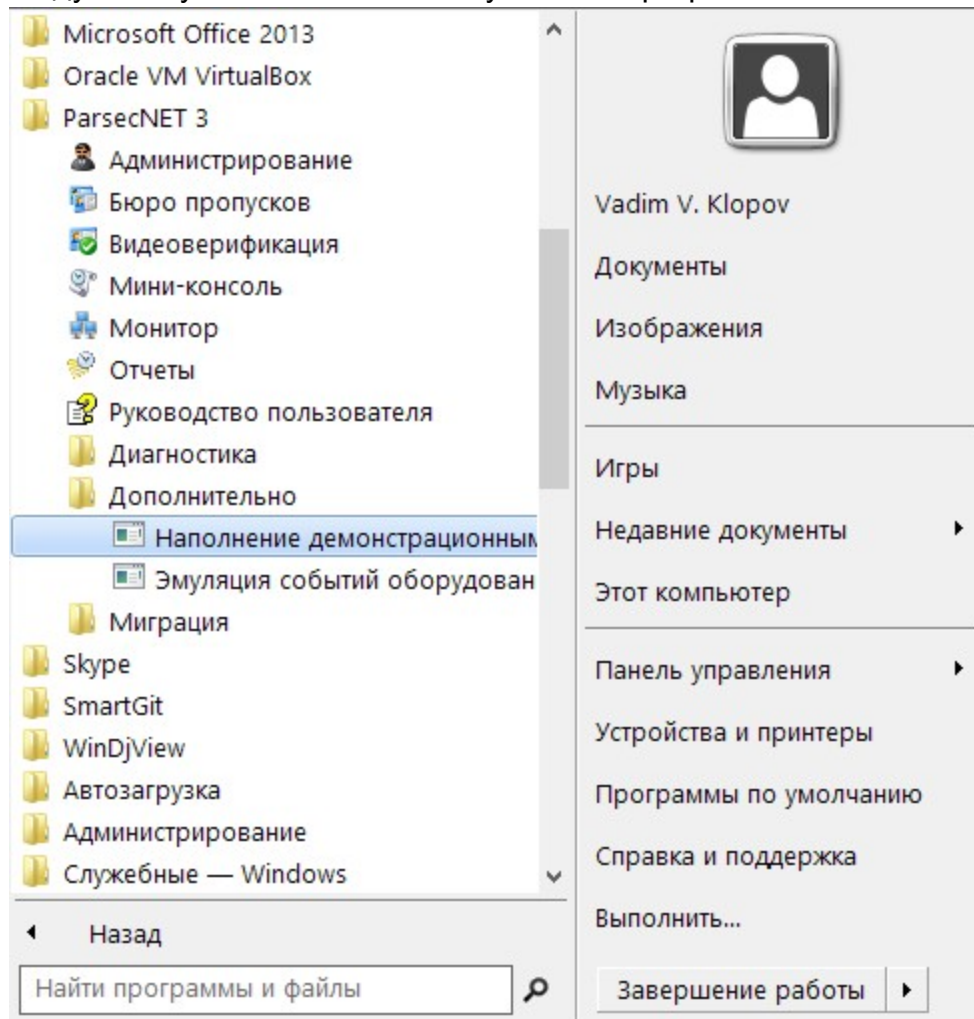 Microsoft Office 2013
Oracle VM VirtualBox
ParsecNET 3
Администрирование
Бюро пропусков
Видеоверификация
Мини-консоль
Монитор
Отчеты
Руководство пользователя
Диагностика
Дополнительно
Наполнение демонстрационным
Эмуляция событий оборудован
Миграция
Skype
SmartGit
WinDjView
Автозагрузка
Администрирование
Служебные — Windows
Назад
Найти программы и файлы
Vadim V. Klopov
Документы
Изображения
Музыка
Игры
Недавние документы
Этот компьютер
Панель управления
Устройства и принтеры
Программы по умолчанию
Справка и поддержка
Выполнить...
Завершение работы